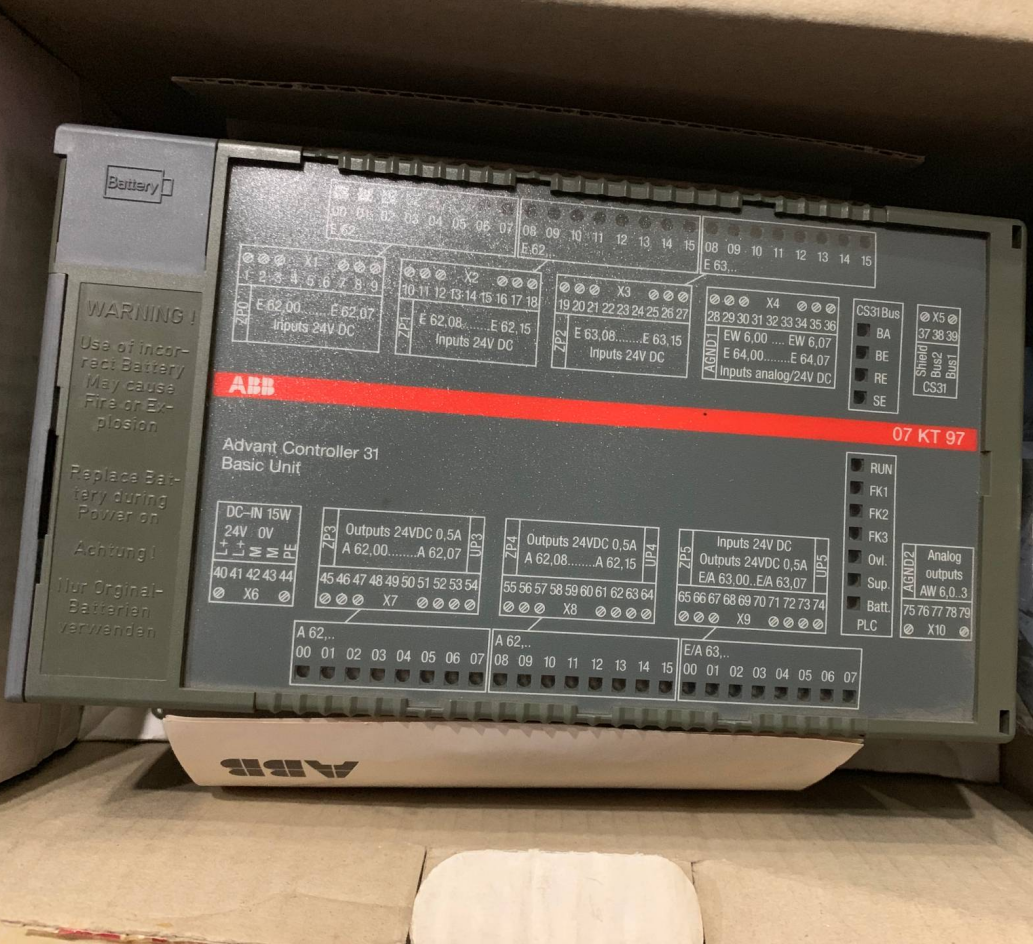 Battery
WARNING !
Use of incor-
rect Battery
May cause
Fire or Ex-
plosion
Replace Bat-
tery during
Power on
Achtung!
Nur Orginal-
Batterien
verwenden
00 01 02 03 04 05 06 07
E 62,..
08 09 10 11 12 13 14 15
E 62,..
08 09 10 11 12 13 14 15
E 63,..
X1
1 2 3 4 5 6 7 8 9
ZP0
E 62,00.......E 62,07
Inputs 24V DC
X2
10 11 12 13 14 15 16 17 18
ZP1
E 62,08.......E 62,15
Inputs 24V DC
X3
19 20 21 22 23 24 25 26 27
ZP2
E 63,08.......E 63,15
Inputs 24V DC
X4
28 29 30 31 32 33 34 35 36
AGND1
EW 6,00 .... EW 6,07
E 64,00.......E 64,07
Inputs analog/24V DC
CS31Bus
BA
BE
RE
SE
X5
37 38 39
Shield
Bus2
Bus1
CS31
ABB
07 KT 97
Advant Controller 31
Basic Unit
DC-IN 15W
24V 0V
L+ L+ M M PE
40 41 42 43 44
X6
ZP3
Outputs 24VDC 0,5A
A 62,00........A 62,07
UP3
45 46 47 48 49 50 51 52 53 54
X7
ZP4
Outputs 24VDC 0,5A
A 62,08........A 62,15
UP4
55 56 57 58 59 60 61 62 63 64
X8
ZP5
Inputs 24V DC
Outputs 24VDC 0,5A
E/A 63,00..E/A 63,07
UP5
65 66 67 68 69 70 71 72 73 74
X9
RUN
FK1
FK2
FK3
Ovl.
Sup.
Batt.
PLC
AGND2
Analog
outputs
AW 6,0..3
75 76 77 78 79
X10
A 62,..
00 01 02 03 04 05 06 07
A 62,..
08 09 10 11 12 13 14 15
E/A 63,..
00 01 02 03 04 05 06 07
ABB